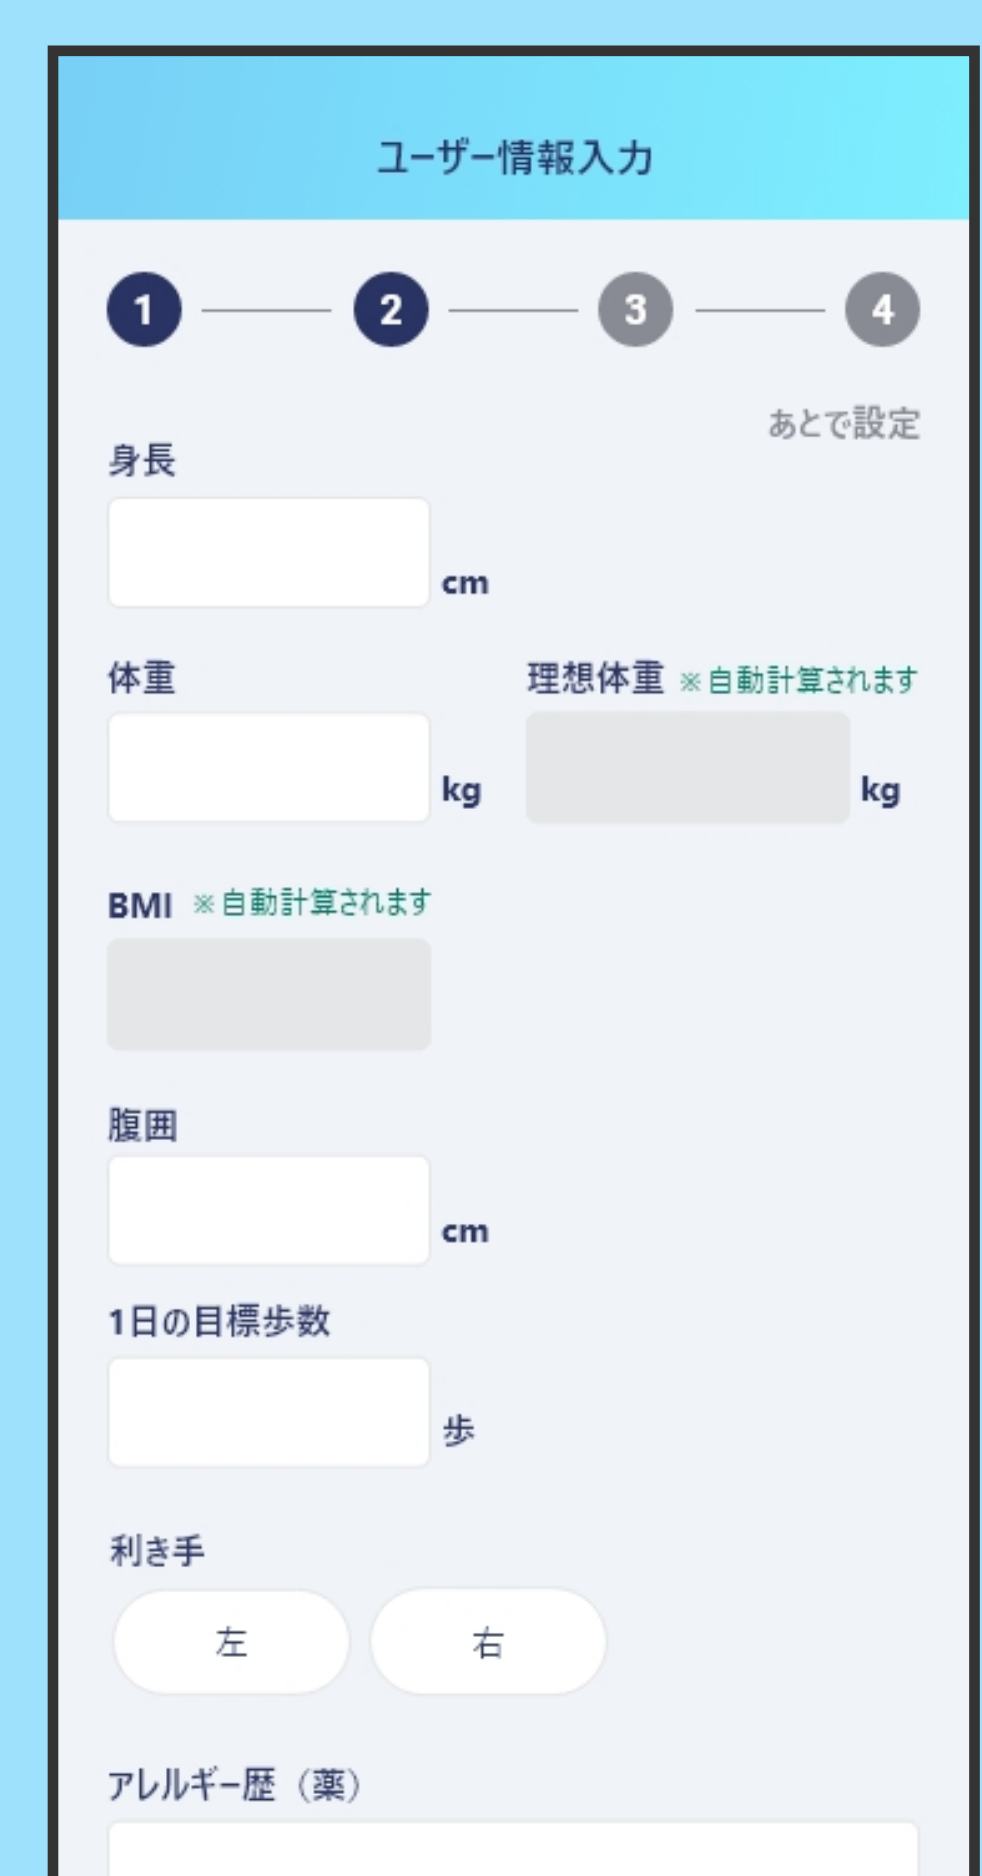 ユーザー情報入力
1 2 3 4
あとで設定
身長
cm
体重 理想体重 ※自動計算されます
kg kg
BMI ※自動計算されます
腹囲
cm
1日の目標歩数
歩
利き手
左 右
アレルギー歴（薬）